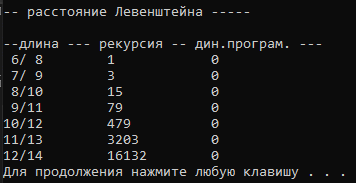 -- расстояние Левенштейна -----
--длина --- рекурсия -- дин.програм. ---
6/ 8 1 0
7/ 9 3 0
8/10 15 0
9/11 79 0
10/12 479 0
11/13 3203 0
12/14 16132 0
Для продолжения нажмите любую клавишу . . .